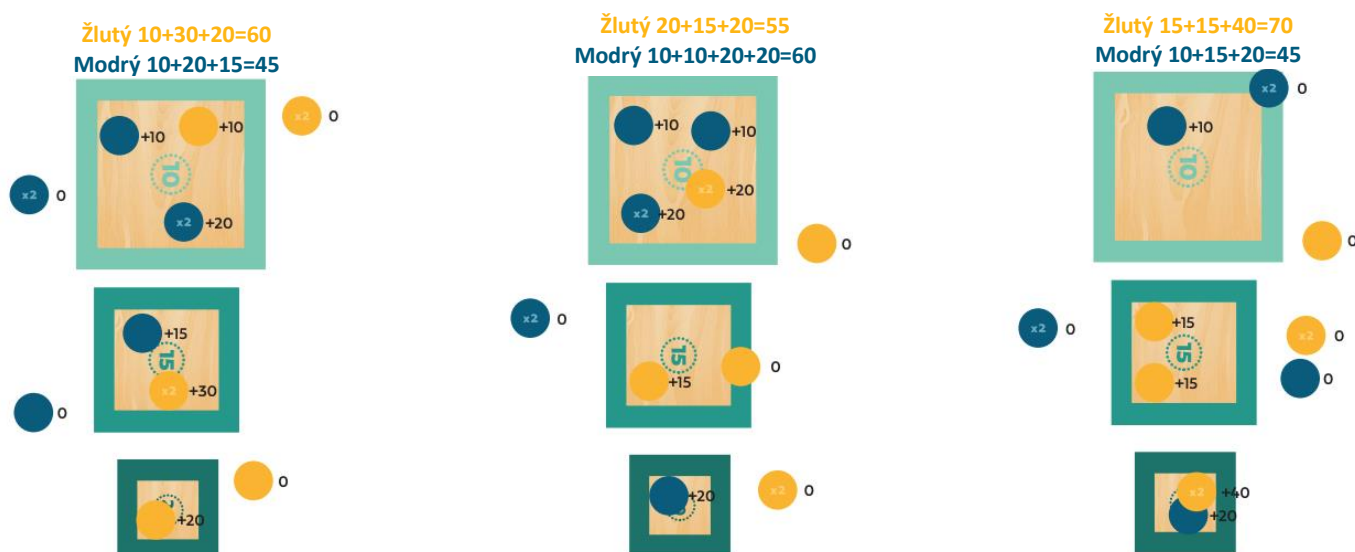 Žlutý 10+30+20=60
Modrý 10+20+15=45
+10
+10
x2 0
x2 0
10
x2 +20
+15
15
x2 +30
0
0
+20
Žlutý 20+15+20=55
Modrý 10+10+20+20=60
+10
+10
10
x2 +20
x2 +20
0
x2 0
15
0
+15
+20
x2 0
Žlutý 15+15+40=70
Modrý 10+15+20=45
x2 0
+10
10
0
+15
x2 0
x2 0
15
+15
0
x2 +40
+20